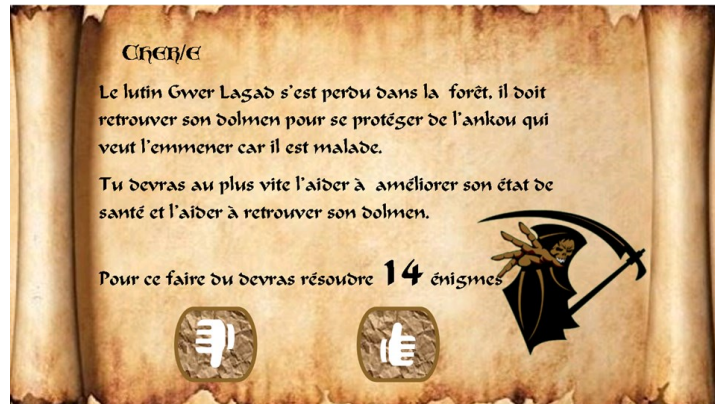 Cher/e
Le lutin Gwer Lagad s'est perdu dans la forêt, il doit
retrouver son dolmen pour se protéger de l'ankou qui
veut l'emmener car il est malade.
Tu devras au plus vite l'aider à améliorer son état de
santé et l'aider à retrouver son dolmen.
Pour ce faire du devras résoudre 14 énigmes